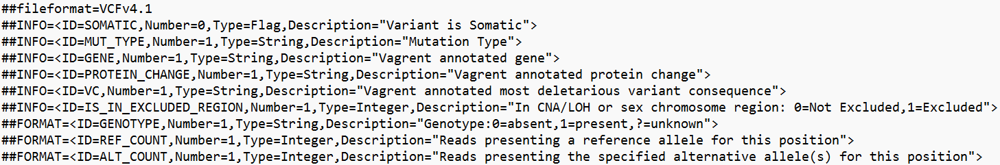 ##fileformat=VCFv4.1
##INFO=<ID=SOMATIC,Number=0,Type=Flag,Description="Variant is Somatic">
##INFO=<ID=MUT_TYPE,Number=1,Type=String,Description="Mutation Type">
##INFO=<ID=GENE,Number=1,Type=String,Description="Vagrent annotated gene">
##INFO=<ID=PROTEIN_CHANGE,Number=1,Type=String,Description="Vagrent annotated protein change">
##INFO=<ID=VC,Number=1,Type=String,Description="Vagrent annotated most deletarious variant consequence">
##INFO=<ID=IS_IN_EXCLUDED_REGION,Number=1,Type=Integer,Description="In CNA/LOH or sex chromosome region: 0=Not Excluded,1=Excluded">
##FORMAT=<ID=GENOTYPE,Number=1,Type=String,Description="Genotype:0=absent,1=present,?=unknown">
##FORMAT=<ID=REF_COUNT,Number=1,Type=Integer,Description="Reads presenting a reference allele for this position">
##FORMAT=<ID=ALT_COUNT,Number=1,Type=Integer,Description="Reads presenting the specified alternative allele(s) for this position">